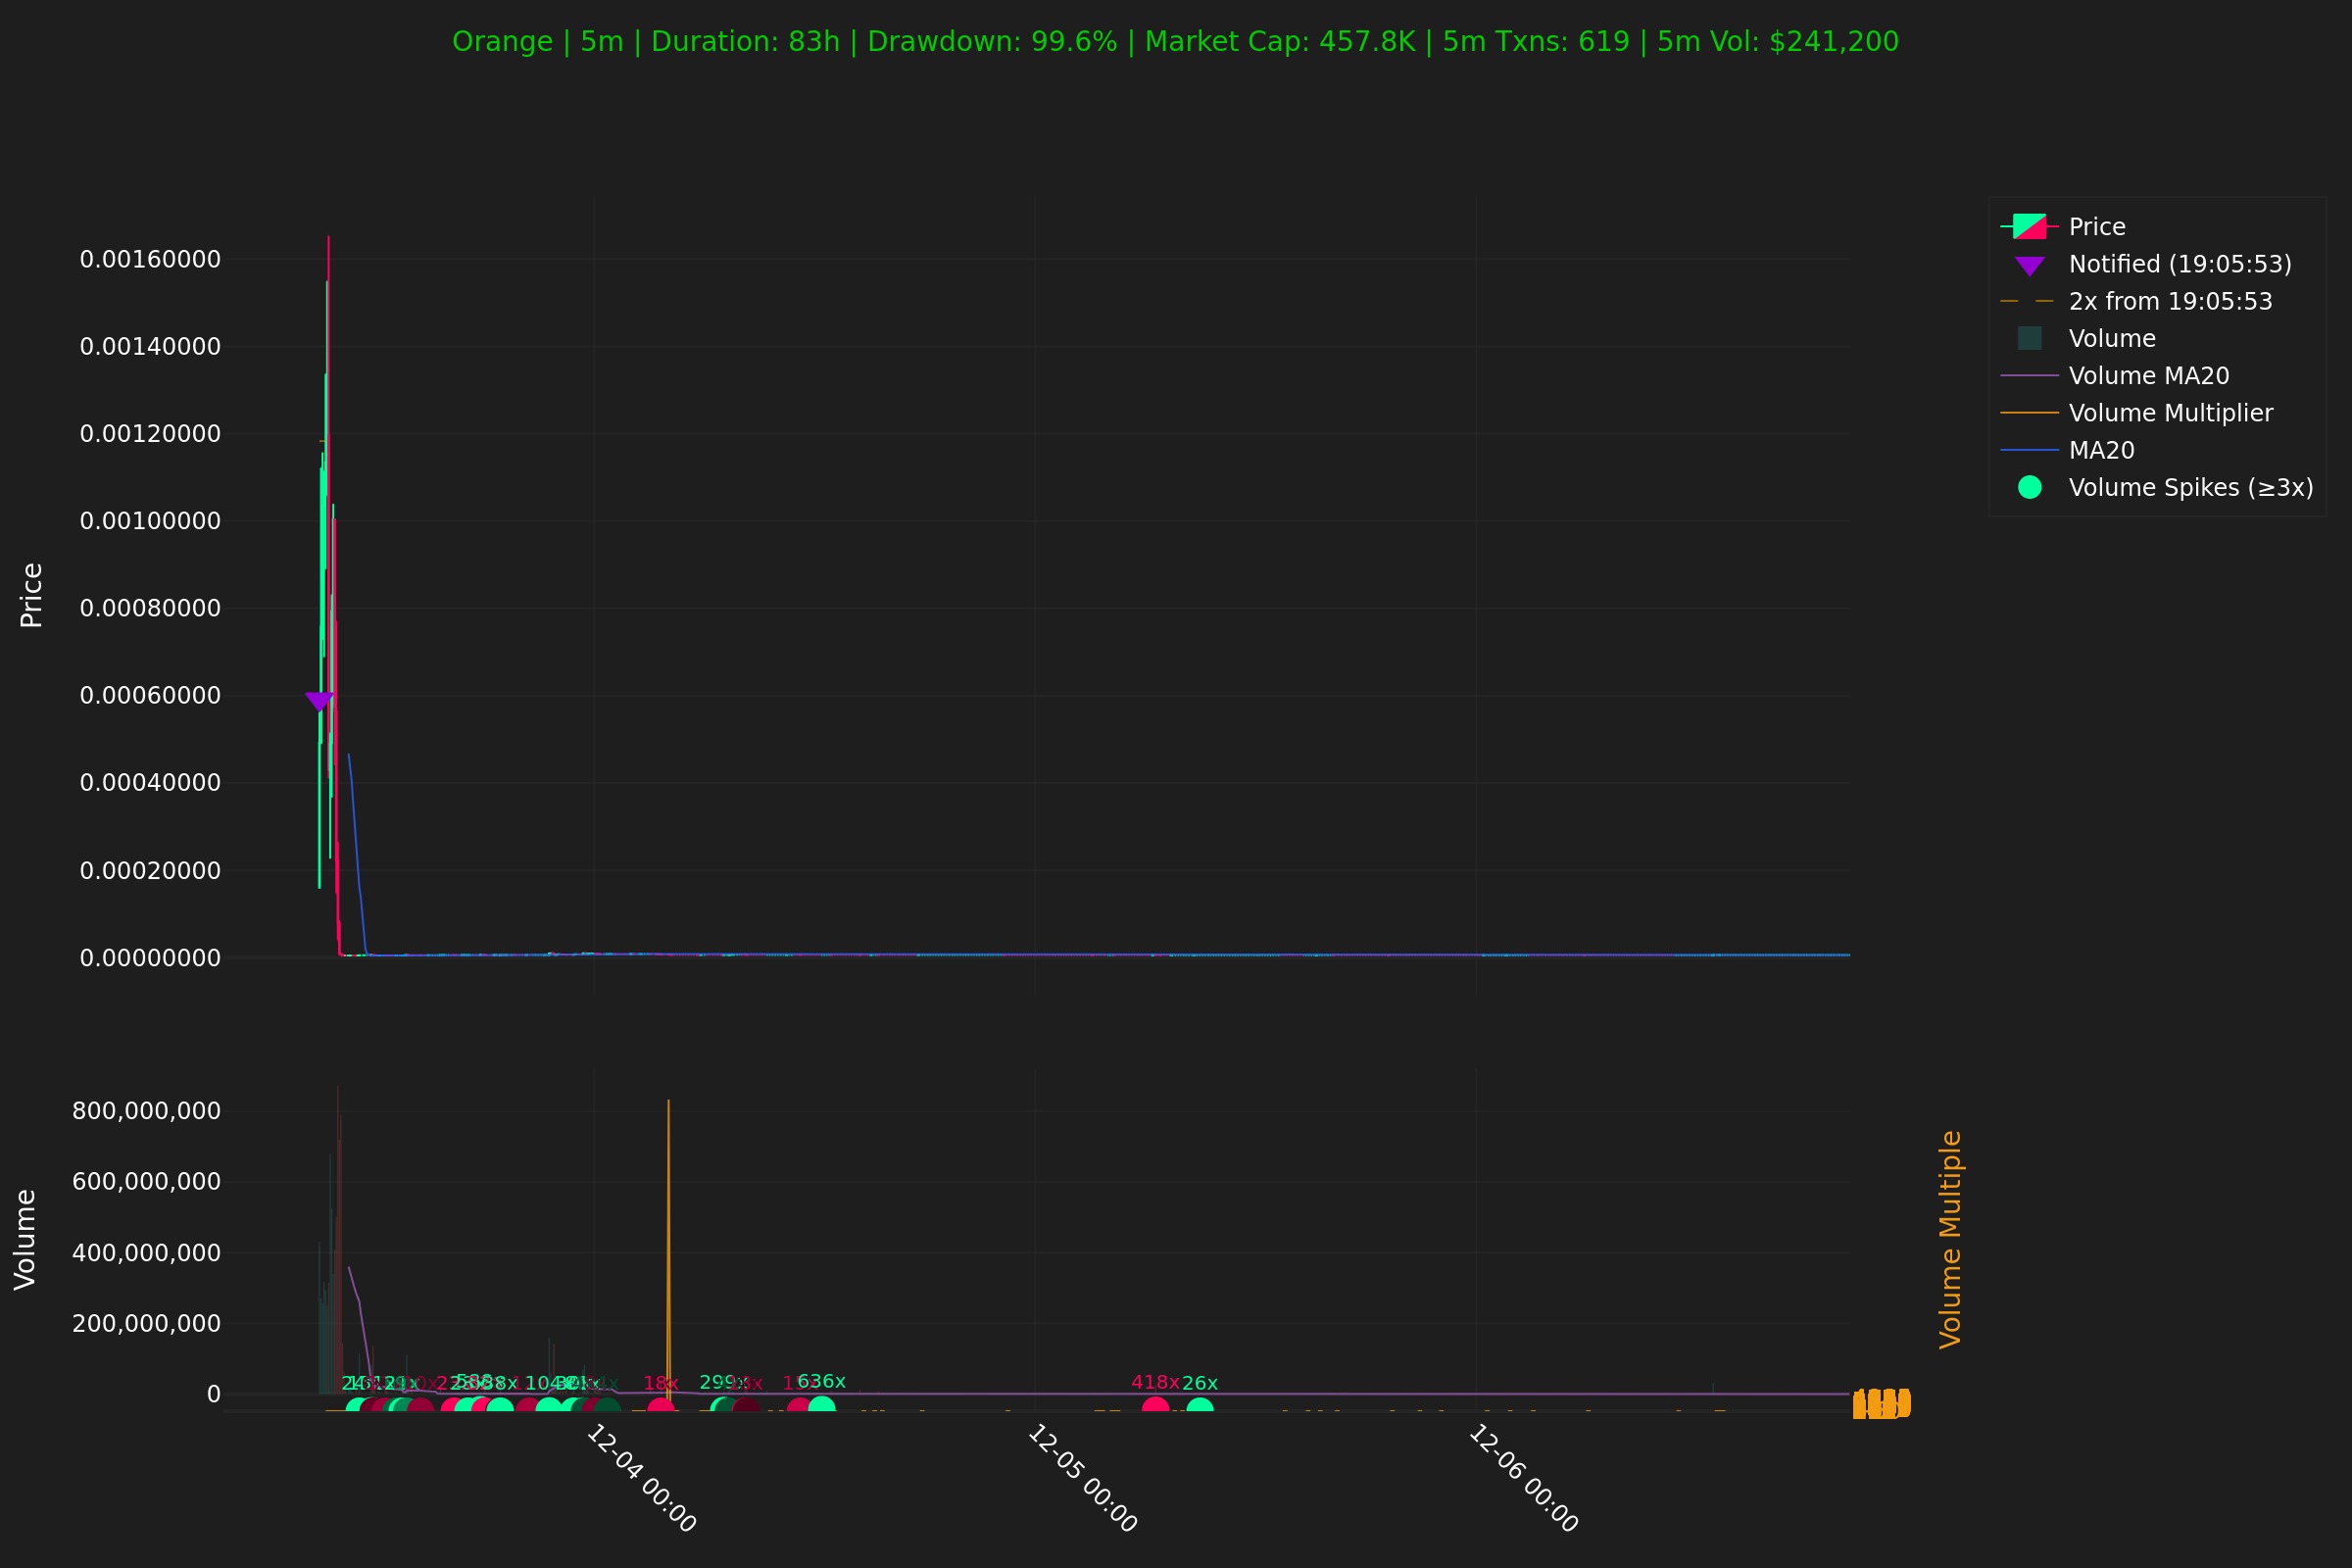 Orange | 5m | Duration: 83h | Drawdown: 99.6% | Market Cap: 457.8K | 5m Txns: 619 | 5m Vol: $241,200
Price
0.00160000
0.00140000
0.00120000
0.00100000
0.00080000
0.00060000
0.00040000
0.00020000
0.00000000
Price
Notified (19:05:53)
2x from 19:05:53
Volume
Volume MA20
Volume Multiplier
MA20
Volume Spikes (≥3x)
Volume
800,000,000
600,000,000
400,000,000
200,000,000
0
18x
299x
636x
418x
26x
Volume Multiple
12-04 00:00
12-05 00:00
12-06 00:00